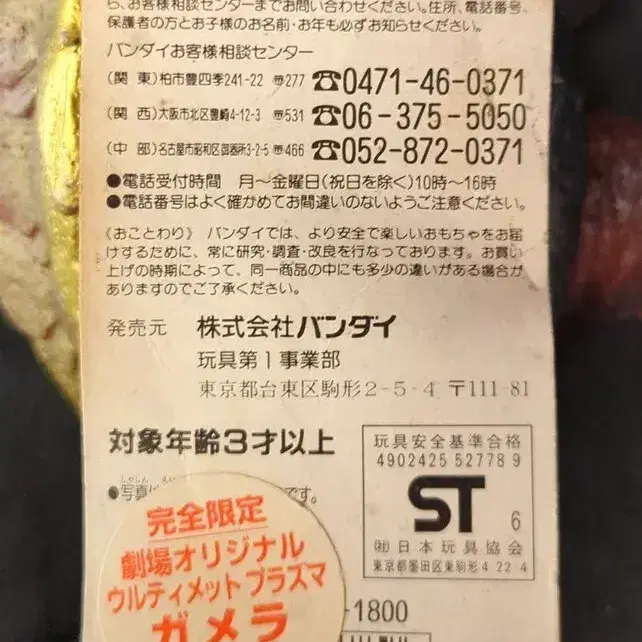 ら、お客様相談センターまでお問い合わせください。住所、電話番号、
保護者の方とお子様のお名前・お年も必ずお知らせください。
バンダイお客様相談センター
(関 東)柏市豊四季241-22 〒277 ☎0471-46-0371
(関 西)大阪市北区豊崎4-12-3 〒531 ☎06-375-5050
(中 部)名古屋市昭和区御器所3-2-5 〒466 ☎052-872-0371
●電話受付時間 月~金曜日(祝日を除く)10時~16時
●電話番号はよく確かめてお間違いのないようご注意ください。
《おことわり》 バンダイでは、より安全で楽しいおもちゃをお届
けするために、常に研究・調査・改良を行なっております。お買い
上げの時期によって、同一商品の中にも多少の違いがある場合が
ありますのでご了承ください。
発売元 株式会社バンダイ
玩具第1事業部
東京都台東区駒形2-5-4 〒111-81
対象年齢3才以上
玩具安全基準合格
4902425 52778 9
ST 6
㈳日本玩具協会
東京都墨田区東駒形4 22 4
●写真 です。
完全限定
劇場オリジナル
ウルティメットプラズマ
ガメラ
-1800